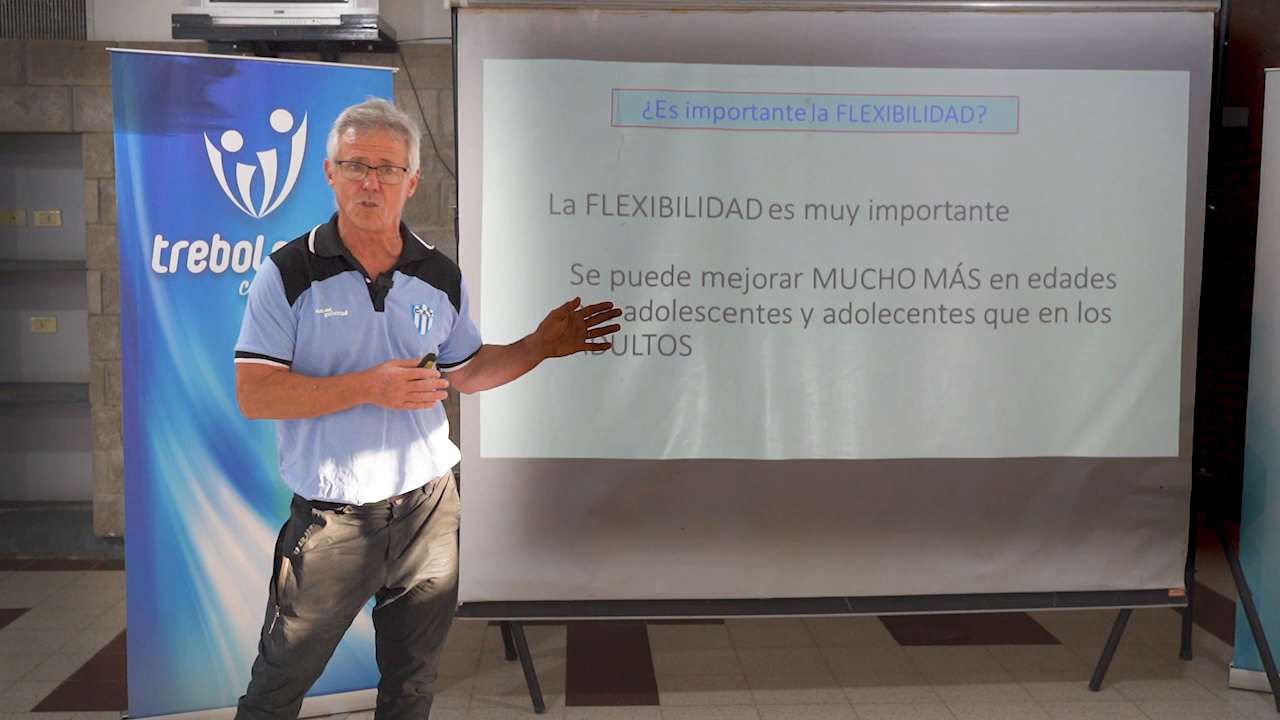 ¿Es importante la FLEXIBILIDAD?
La FLEXIBILIDAD es muy importante
Se puede mejorar MUCHO MÁS en edades
adolescentes y adolecentes que en los
ADULTOS
trebol